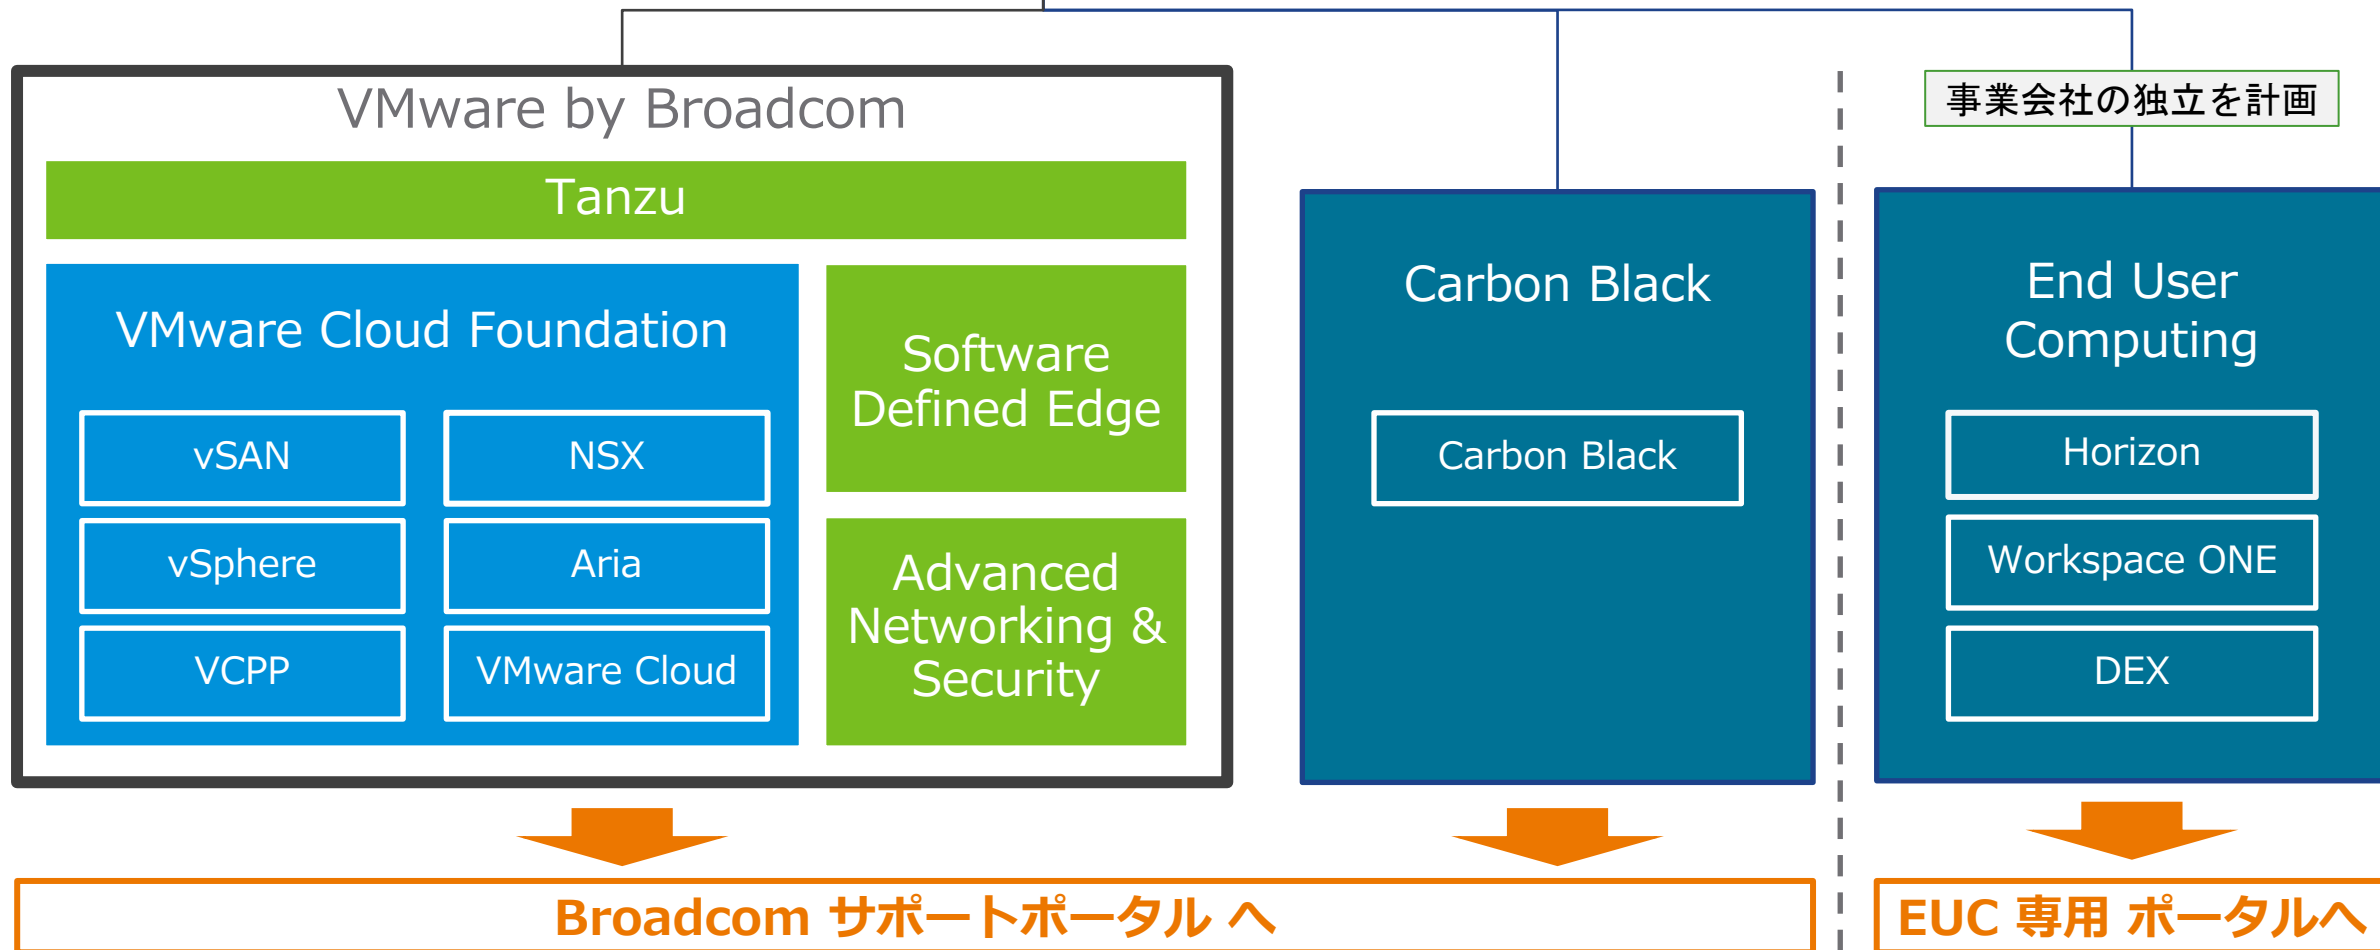 VMware by Broadcom
Tanzu
VMware Cloud Foundation
vSAN
NSX
vSphere
Aria
VCPP
VMware Cloud
Software
Defined Edge
Advanced
Networking &
Security
Carbon Black
Carbon Black
事業会社の独立を計画
End User
Computing
Horizon
Workspace ONE
DEX
Broadcom サポートポータル へ
EUC 専用 ポータルへ